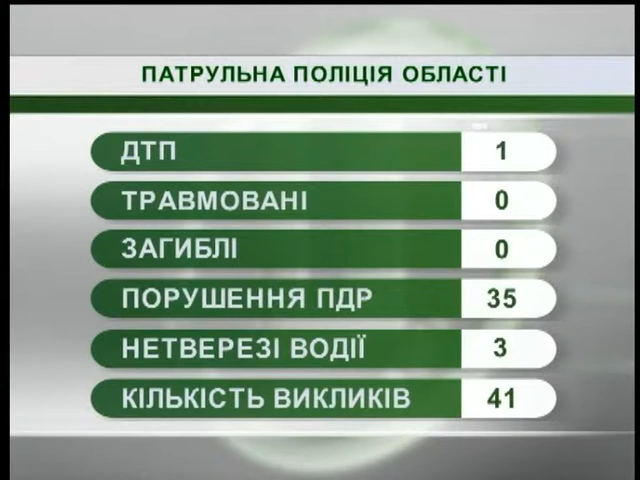 ПАТРУЛЬНА ПОЛІЦІЯ ОБЛАСТІ
ДТП 1
ТРАВМОВАНІ 0
ЗАГИБЛІ 0
ПОРУШЕННЯ ПДР 35
НЕТВЕРЕЗІ ВОДІЇ 3
КІЛЬКІСТЬ ВИКЛИКІВ 41